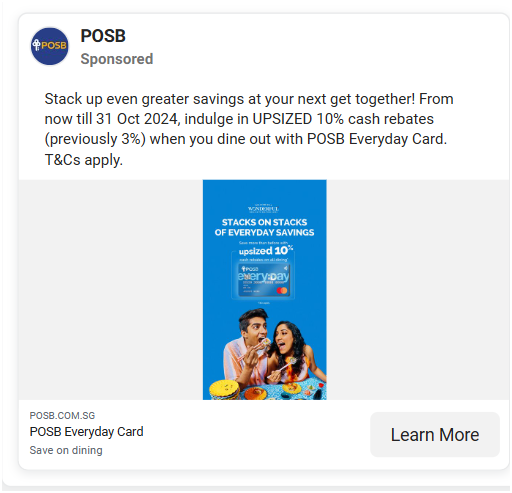 POSB
POSB
Sponsored
Stack up even greater savings at your next get together! From
now till 31 Oct 2024, indulge in UPSIZED 10% cash rebates
(previously 3%) when you dine out with POSB Everyday Card.
T&Cs apply.
WONDERFUL
STACKS ON STACKS
OF EVERYDAY SAVINGS
Save more than before with
upsized 10%
cash rebates on all dining
POSB
every:day
POSB.COM.SG
POSB Everyday Card
Save on dining
Learn More